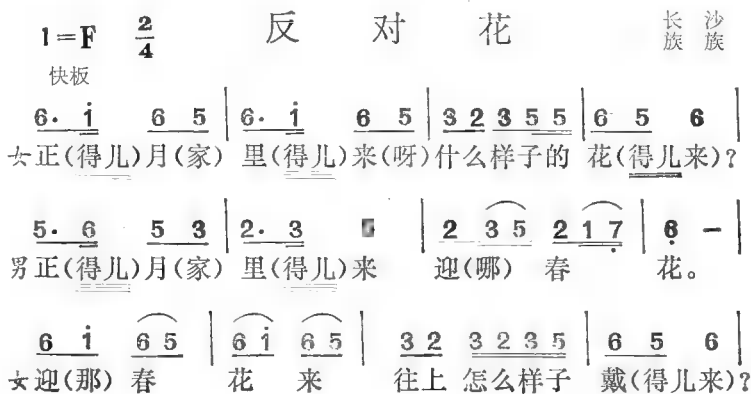 1=F 2/4 反对花 长沙
快板 族族
6· i 6 5 | 6· i 6 5 | 3 2 3 5 5 | 6 5 6 |
女正(得儿)月(家) 里(得儿)来(呀)什么样子的 花(得儿来)?
5· 6 5 3 | 2· 3 | 2 3 5 2 1 7 | 6 - |
男正(得儿)月(家) 里(得儿)来 迎(哪) 春 花。
6 i 6 5 | 6 i 6 5 | 3 2 3 2 3 5 | 6 5 6 |
女迎(那) 春 花 来 往上 怎么样子 戴(得儿来)?